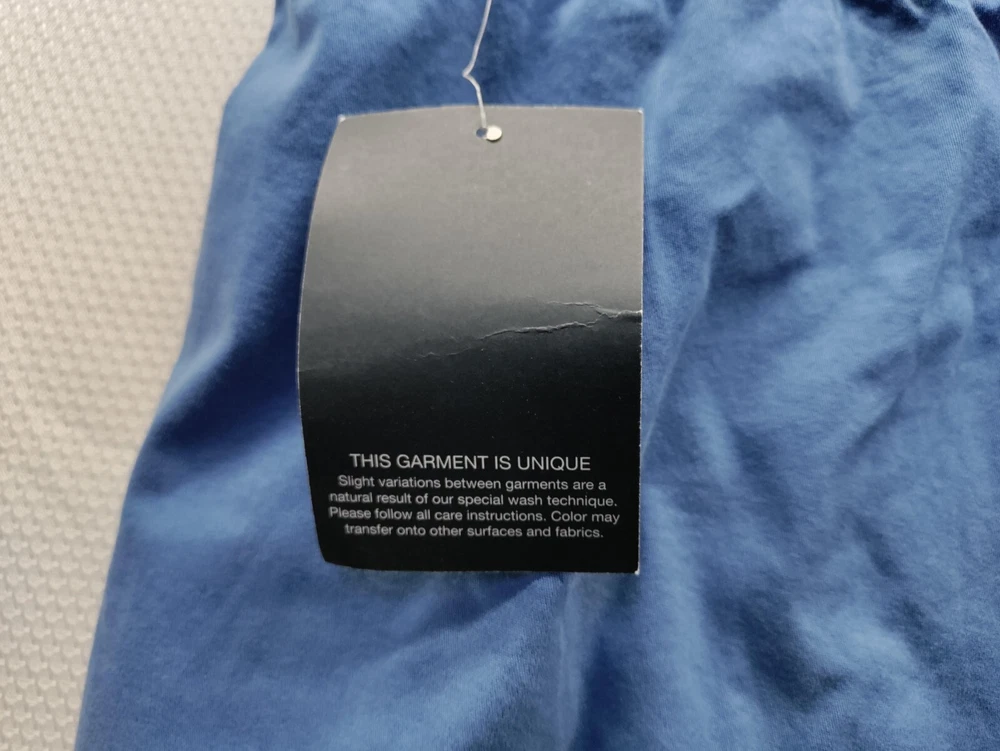 THIS GARMENT IS UNIQUE
Slight variations between garments are a
natural result of our special wash technique.
Please follow all care instructions. Color may
transfer onto other surfaces and fabrics.